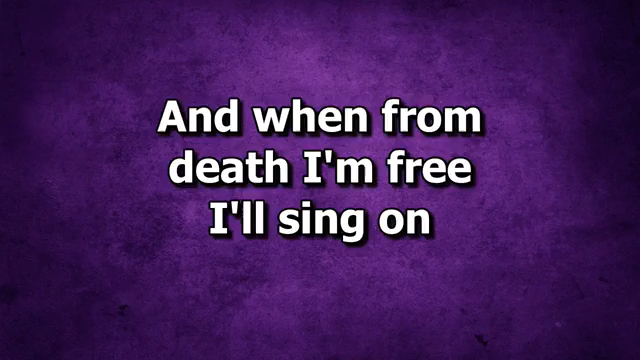 And when from
death I'm free
I'll sing on